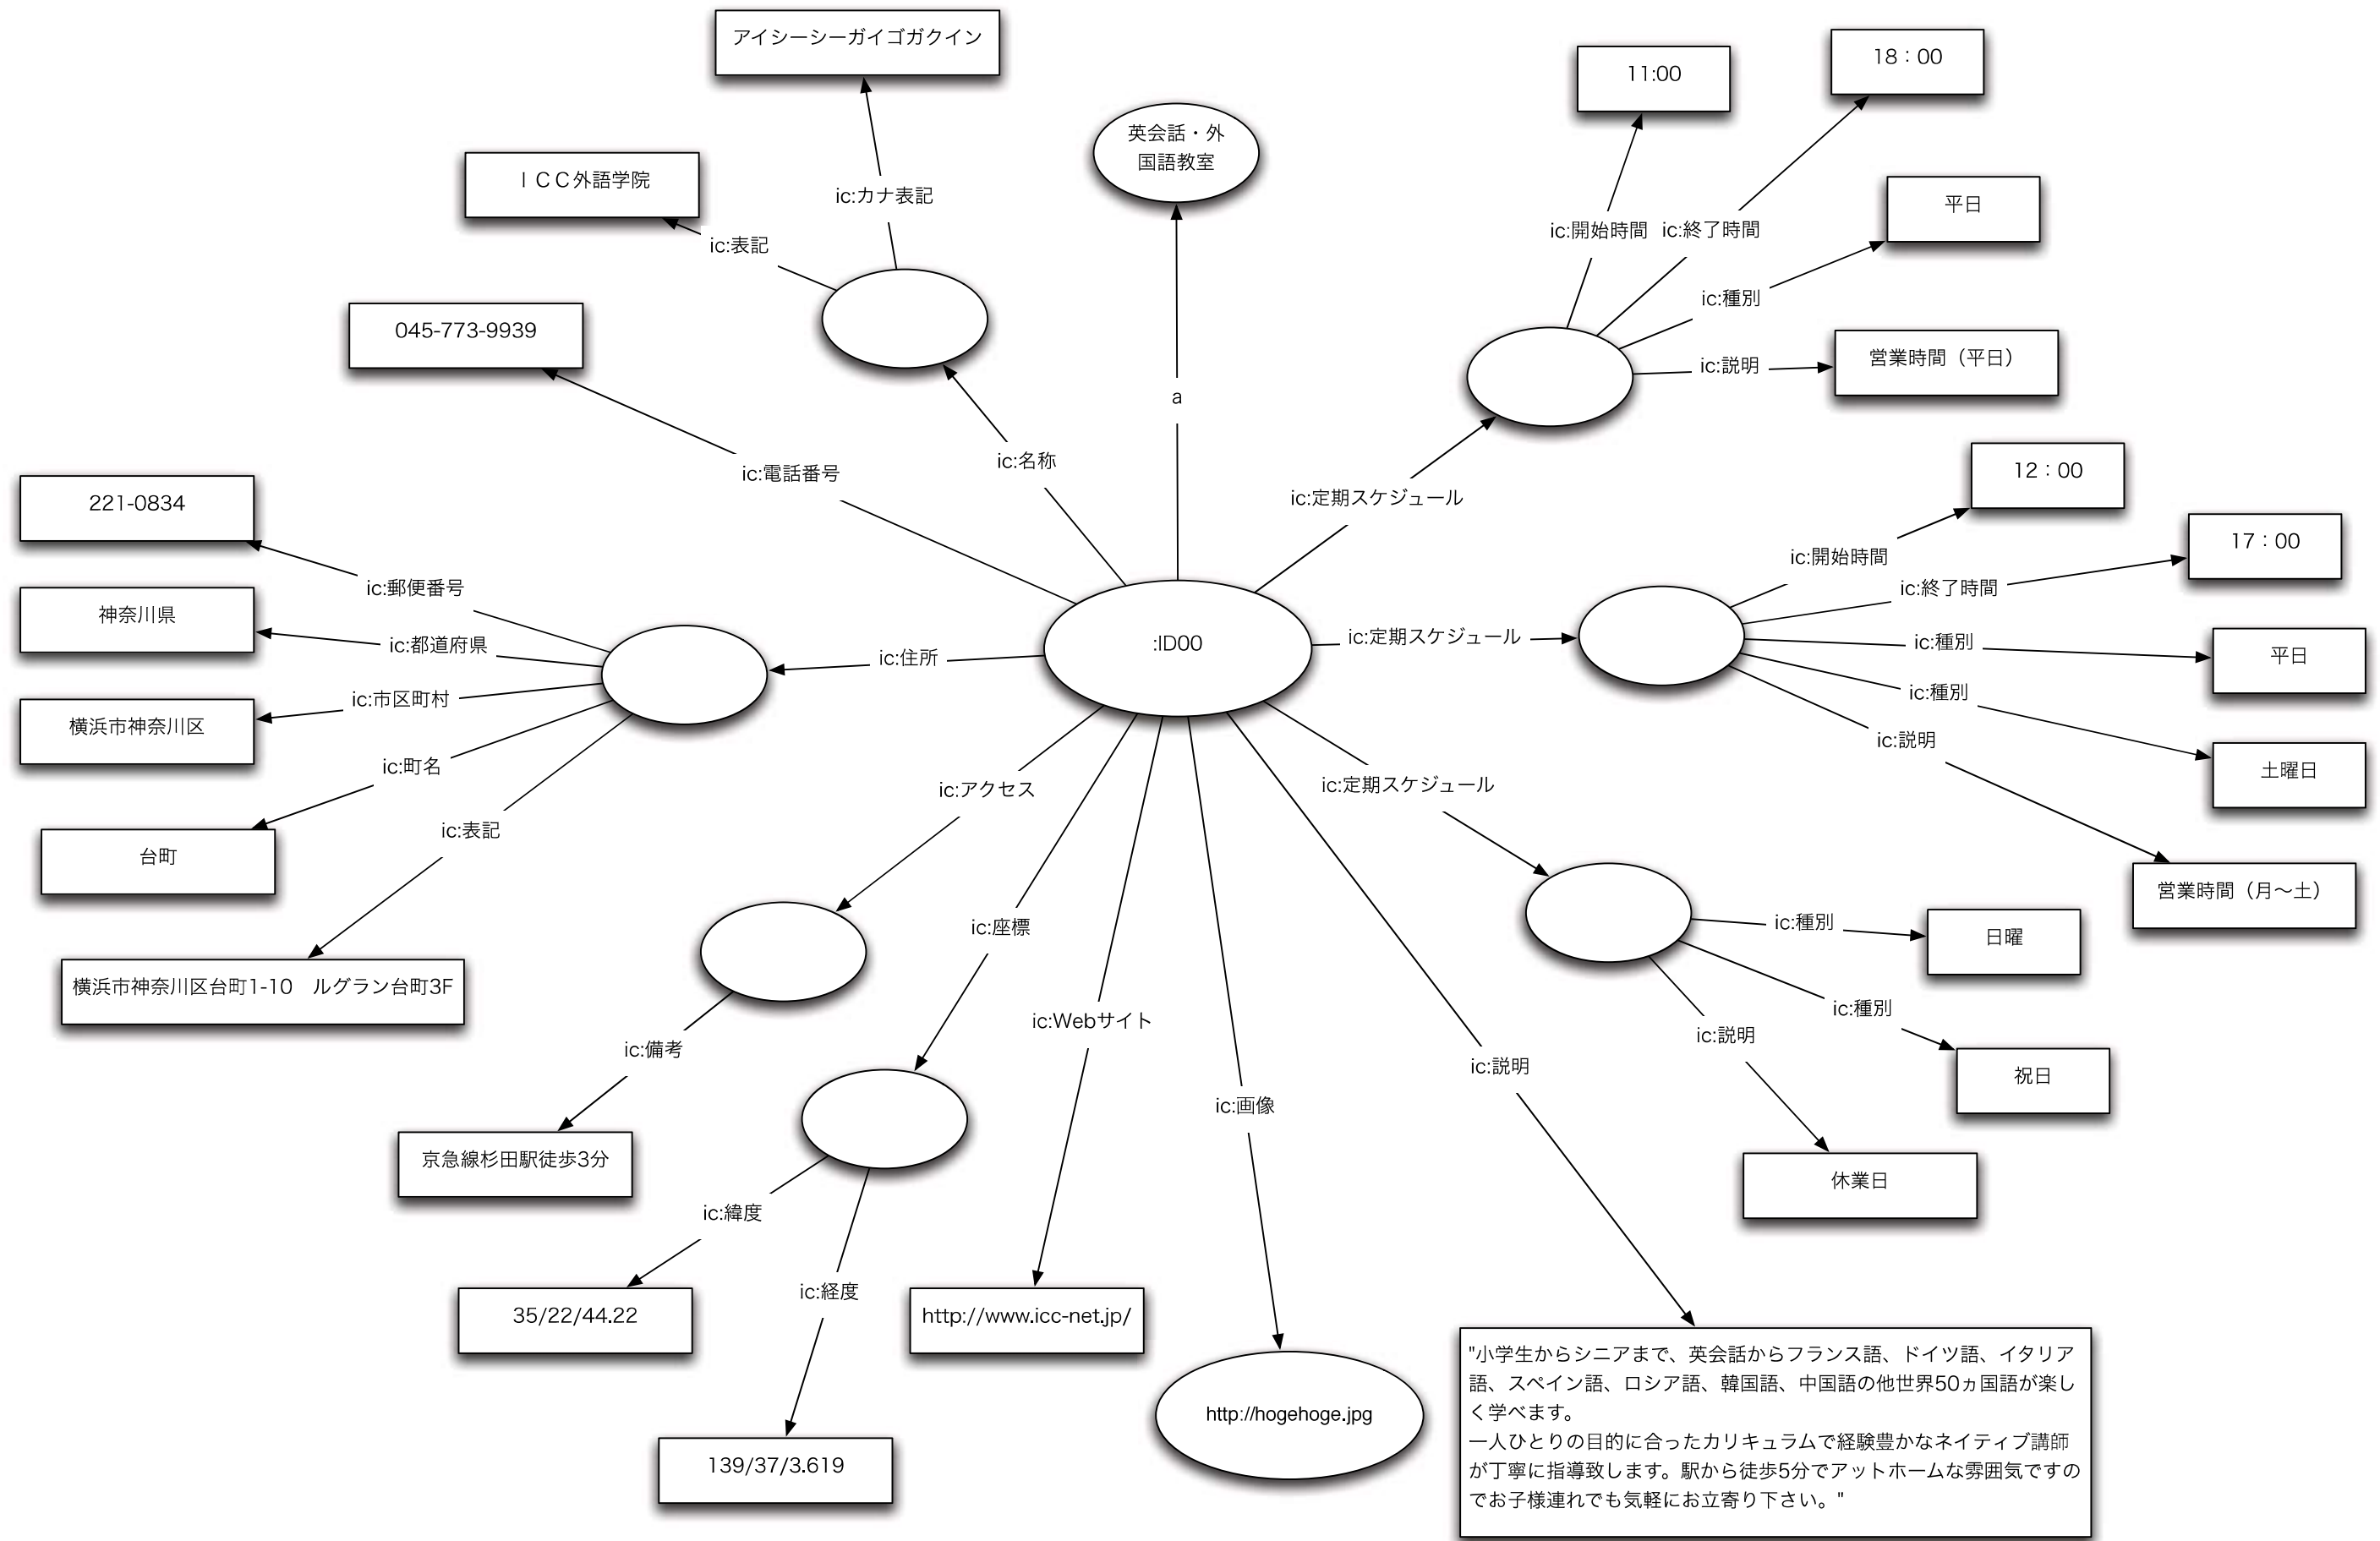 アイシーシーガイゴガクイン
18：00
11:00
英会話・外
国語教室
ＩＣＣ外語学院
ic:カナ表記
平日
ic:表記
ic:開始時間
ic:終了時間
ic:種別
045-773-9939
営業時間（平日）
ic:説明
a
ic:名称
ic:電話番号
ic:定期スケジュール
12：00
221-0834
17：00
ic:開始時間
ic:郵便番号
ic:終了時間
神奈川県
ic:都道府県
:ID00
ic:定期スケジュール
ic:種別
平日
ic:住所
ic:市区町村
ic:種別
横浜市神奈川区
ic:説明
ic:町名
土曜日
ic:アクセス
ic:定期スケジュール
ic:表記
台町
営業時間（月〜土）
ic:座標
ic:種別
日曜
横浜市神奈川区台町1-10　ルグラン台町3F
ic:種別
ic:Webサイト
ic:説明
ic:備考
ic:説明
祝日
ic:画像
京急線杉田駅徒歩3分
休業日
ic:緯度
ic:経度
35/22/44.22
http://www.icc-net.jp/
"小学生からシニアまで、英会話からフランス語、ドイツ語、イタリア
語、スペイン語、ロシア語、韓国語、中国語の他世界50ヵ国語が楽し
く学べます。
一人ひとりの目的に合ったカリキュラムで経験豊かなネイティブ講師
が丁寧に指導致します。駅から徒歩5分でアットホームな雰囲気ですの
でお子様連れでも気軽にお立寄り下さい。"
http://hogehoge.jpg
139/37/3.619